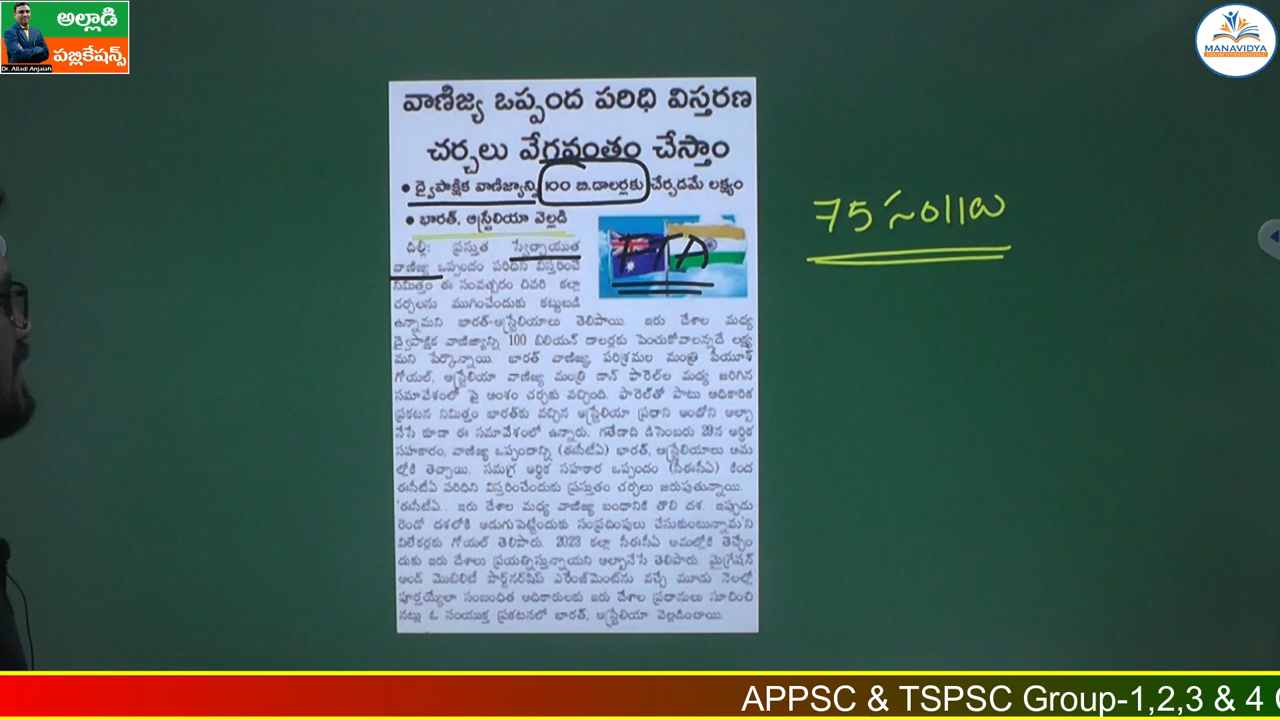 అల్లాడి
పబ్లికేషన్స్
Dr. Alladi Anjaiah
MANAVIDYA
వాణిజ్య ఒప్పంద పరిధి విస్తరణ
చర్చలు వేగవంతం చేస్తాం
● ద్వైపాక్షిక వాణిజ్యాన్ని 100 బి.డాలర్లకు చేర్చడమే లక్ష్యం
● భారత్, ఆస్ట్రేలియా వెల్లడి
FTA
75 సం॥లు
ఢిల్లీ: ప్రస్తుత స్వేచ్ఛాయుత
వాణిజ్య ఒప్పందం పరిధిని విస్తరించే
నిమిత్తం ఈ సంవత్సరం చివరి కల్లా
చర్చలను ముగించేందుకు కట్టుబడి
ఉన్నామని భారత్-ఆస్ట్రేలియాలు తెలిపాయి. ఇరు దేశాల మధ్య
ద్వైపాక్షిక వాణిజ్యాన్ని 100 బిలియన్ డాలర్లకు పెంచుకోవాలన్నదే లక్ష్య
మని పేర్కొన్నాయి. భారత్ వాణిజ్య, పరిశ్రమల మంత్రి పీయూశ్
గోయల్, ఆస్ట్రేలియా వాణిజ్య మంత్రి డాన్ ఫారెల్‌ల మధ్య జరిగిన
సమావేశంలో పై అంశం చర్చకు వచ్చింది. ఫారెల్‌తో పాటు ఆధికారిక
ప్రకటన నిమిత్తం భారత్‌కు వచ్చిన ఆస్ట్రేలియా ప్రధాని ఆంటోని అల్బా
నేసే కూడా ఈ సమావేశంలో ఉన్నారు. గతేడాది డిసెంబరు 29న ఆర్థిక
సహకారం, వాణిజ్య ఒప్పందాన్ని (ఈసీటీఏ) భారత్, ఆస్ట్రేలియాలు అమ
ల్లోకి తెచ్చాయి. సమగ్ర ఆర్థిక సహకార ఒప్పందం (సీఈసీఏ) కింద
ఈసీటీఏ పరిధిని విస్తరించేందుకు ప్రస్తుతం చర్చలు జరుపుతున్నాయి.
'ఈసీటీఏ.. ఇరు దేశాల మధ్య వాణిజ్య బంధానికి తొలి దశ. ఇప్పుడు
రెండో దశలోకి అడుగుపెట్టేందుకు సంప్రదింపులు చేసుకుంటున్నామ'ని
విలేకర్లకు గోయల్ తెలిపారు. 2023 కల్లా సీఈసీఏ అమల్లోకి తెచ్చేం
దుకు ఇరు దేశాలు ప్రయత్నిస్తున్నాయని ఆల్బానేసే తెలిపారు. మైగ్రేషన్
అండ్ మొబిలిటీ పార్ట్‌నర్‌షిప్ ఎరేంజ్‌మెంట్‌ను వచ్చే మూడు నెలల్లో
పూర్తయ్యేలా సంబంధిత అధికారులకు ఇరు దేశాల ప్రధానులు సూచించి
నట్లు ఓ సంయుక్త ప్రకటనలో భారత్, ఆస్ట్రేలియా వెల్లడించాయి.
APPSC & TSPSC Group-1,2,3 & 4